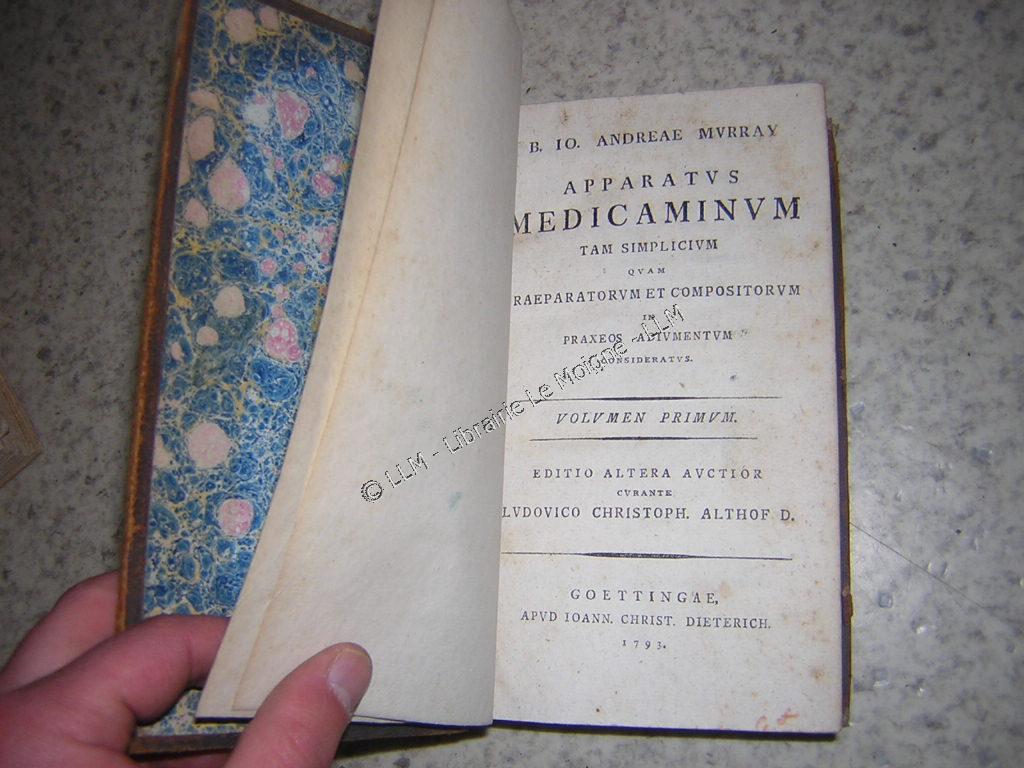 B. IO. ANDREAE MVRRAY
APPARATVS
MEDICAMINVM
TAM SIMPLICIVM
QVAM
RAEPARATORVM ET COMPOSITORVM
IN
PRAXEOS ADIVMENTVM
CONSIDERATVS.
VOLVMEN PRIMVM.
EDITIO ALTERA AVCTIOR
CVRANTE
LVDOVICO CHRISTOPH. ALTHOF D.
GOETTINGAE,
APVD IOANN. CHRIST. DIETERICH.
1793.
© LLM - Librairie Le Moigne - LLM